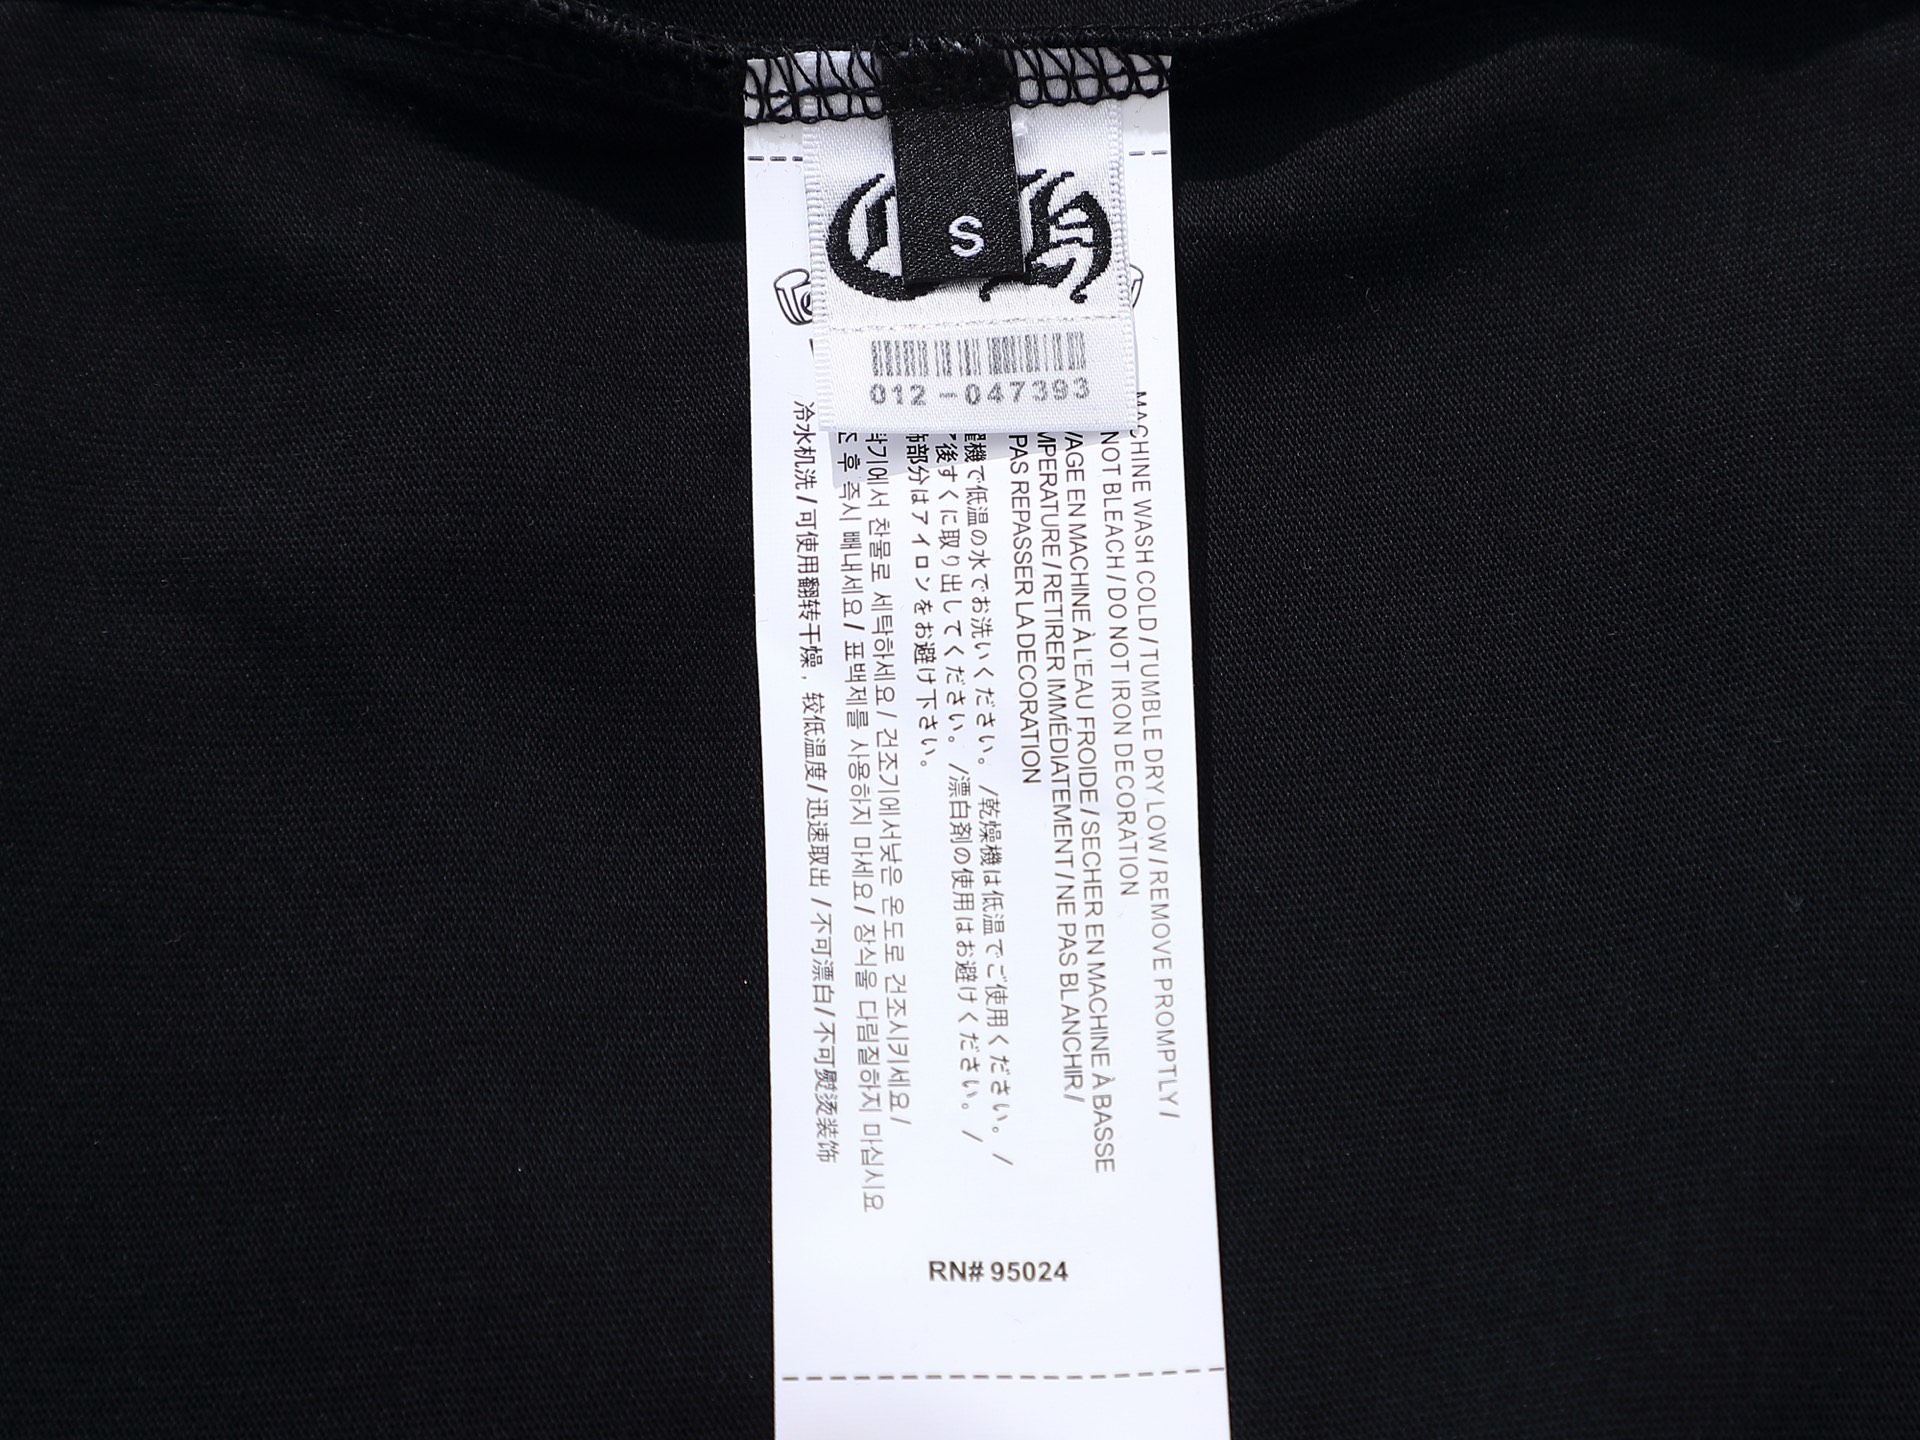 S
012-047393
MACHINE WASH COLD/TUMBLE DRY LOW/REMOVE PROMPTLY/
NOT BLEACH/DO NOT IRON DECORATION
EN MACHINE À L'EAU FROIDE/SECHER EN MACHINE À BASSE
/RETIRER IMMÉDIATEMENT/NE PAS BLANCHIR/
PAS REPASSER LA DECORATION
機で低温の水でお洗いください。/乾燥機は低温でご使用ください。/
後すぐに取り出してください。/漂白剤の使用はお避けください。/
部分はアイロンをお避け下さい。
찬물로 세탁하세요/건조기에서낮은 온도로 건조시키세요/
후 즉시 빼내세요/표백제를 사용하지 마세요/장식을 다림질하지 마십시요
冷水机洗/可使用翻转干燥，较低温度/迅速取出/不可漂白/不可熨烫装饰
RN# 95024